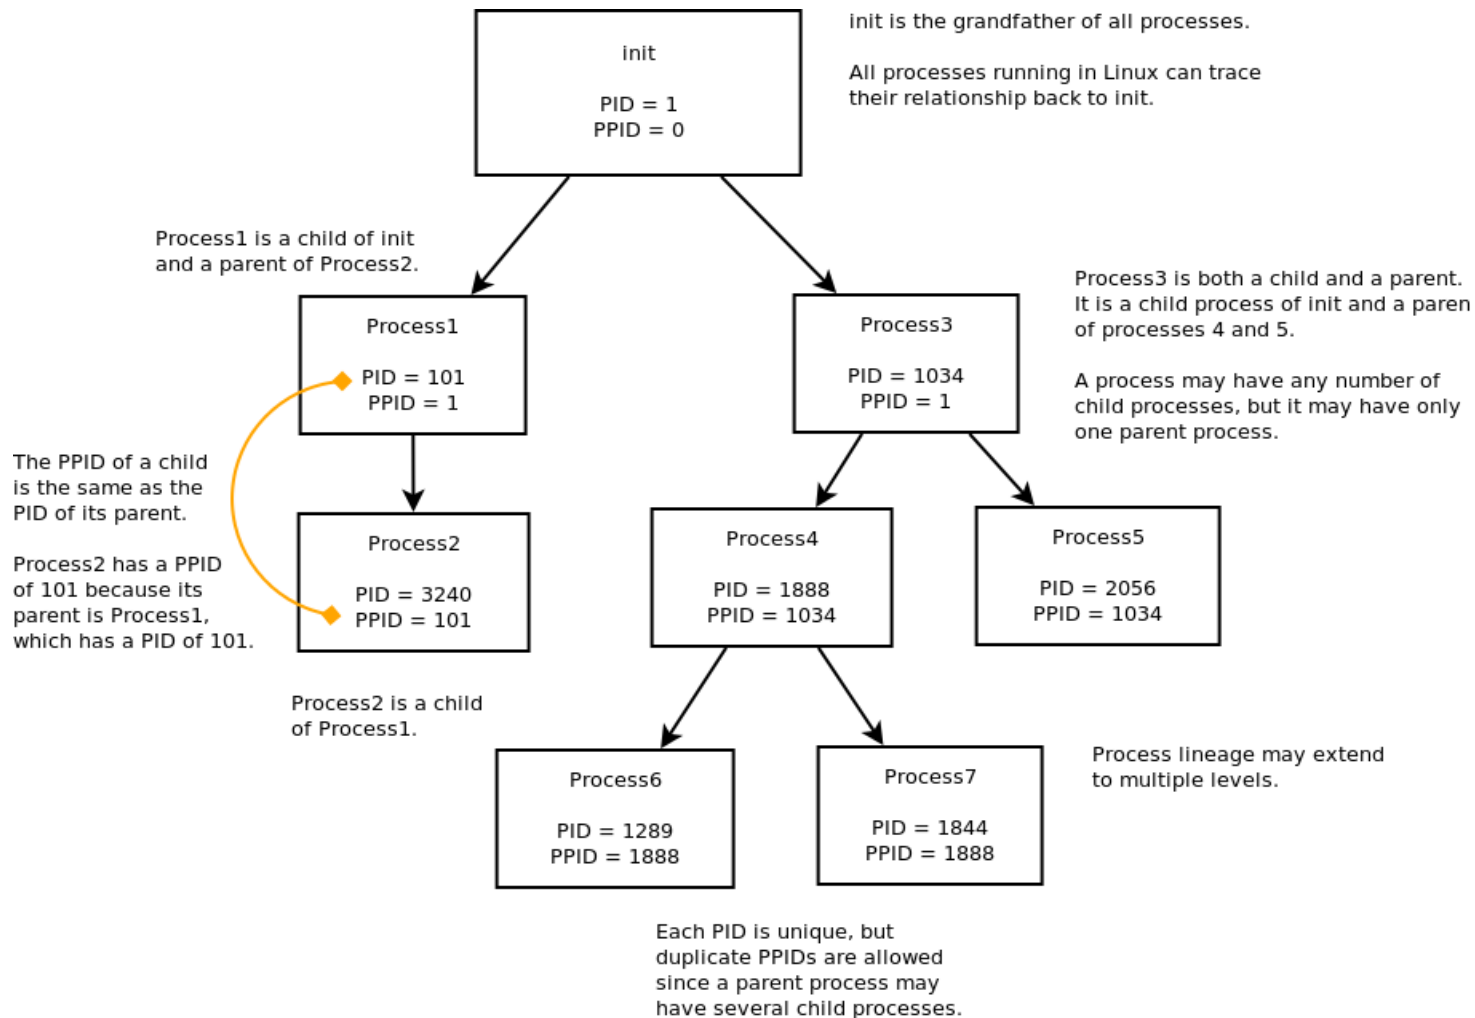 init
PID = 1
PPID = 0
init is the grandfather of all processes.
All processes running in Linux can trace
their relationship back to init.
Process1 is a child of init
and a parent of Process2.
Process1
PID = 101
PPID = 1
Process3
PID = 1034
PPID = 1
Process3 is both a child and a parent.
It is a child process of init and a paren
of processes 4 and 5.
A process may have any number of
child processes, but it may have only
one parent process.
The PPID of a child
is the same as the
PID of its parent.
Process2 has a PPID
of 101 because its
parent is Process1,
which has a PID of 101.
Process2
PID = 3240
PPID = 101
Process2 is a child
of Process1.
Process4
PID = 1888
PPID = 1034
Process5
PID = 2056
PPID = 1034
Process6
PID = 1289
PPID = 1888
Process7
PID = 1844
PPID = 1888
Process lineage may extend
to multiple levels.
Each PID is unique, but
duplicate PPIDs are allowed
since a parent process may
have several child processes.